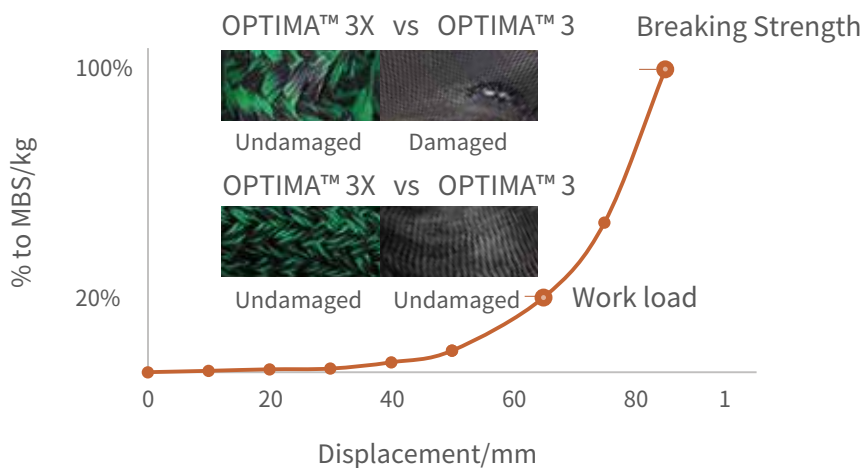 OPTIMA™ 3X vs OPTIMA™ 3
Breaking Strength
100%
Undamaged Damaged
OPTIMA™ 3X vs OPTIMA™ 3
% to MBS/kg
20%
Undamaged Undamaged
Work load
0 20 40 60 80 1
Displacement/mm